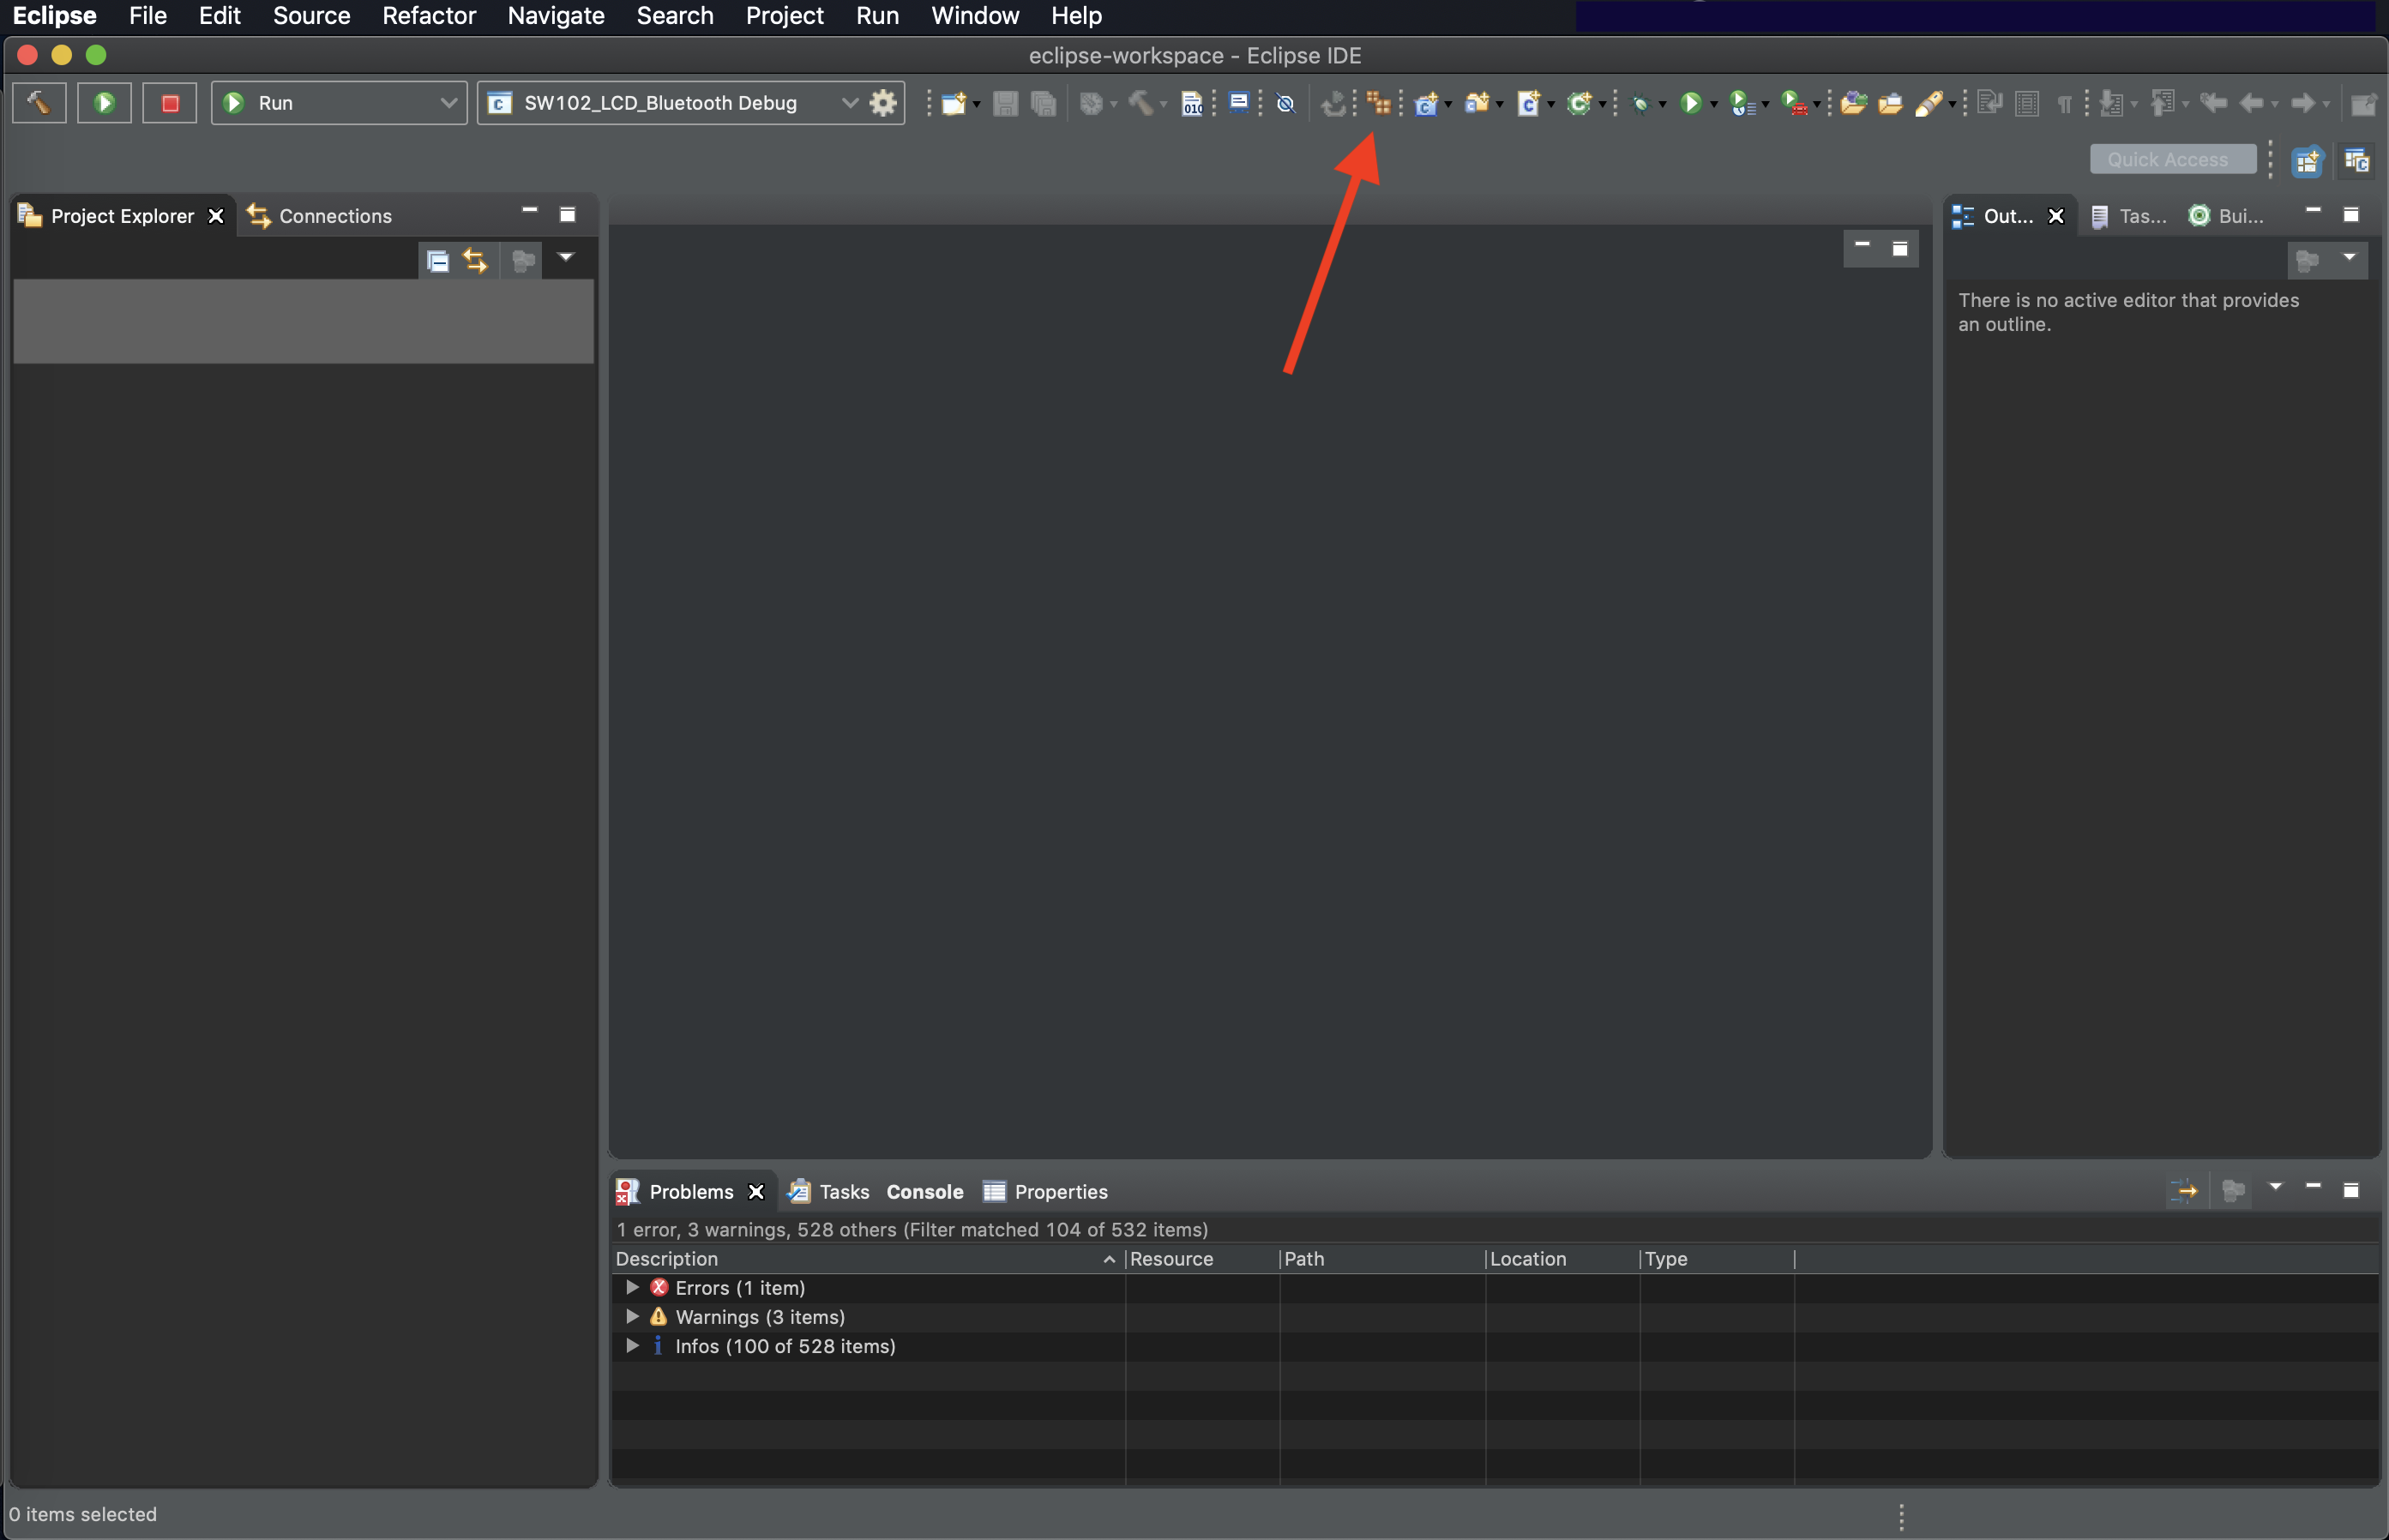 Eclipse File Edit Source Refactor Navigate Search Project Run Window Help
eclipse-workspace - Eclipse IDE
Run
SW102_LCD_Bluetooth Debug
010
Quick Access
Project Explorer
Connections
Out...
Tas...
Bui...
There is no active editor that provides
an outline.
Problems
Tasks
Console
Properties
1 error, 3 warnings, 528 others (Filter matched 104 of 532 items)
Description Resource Path Location Type
Errors (1 item)
Warnings (3 items)
Infos (100 of 528 items)
0 items selected